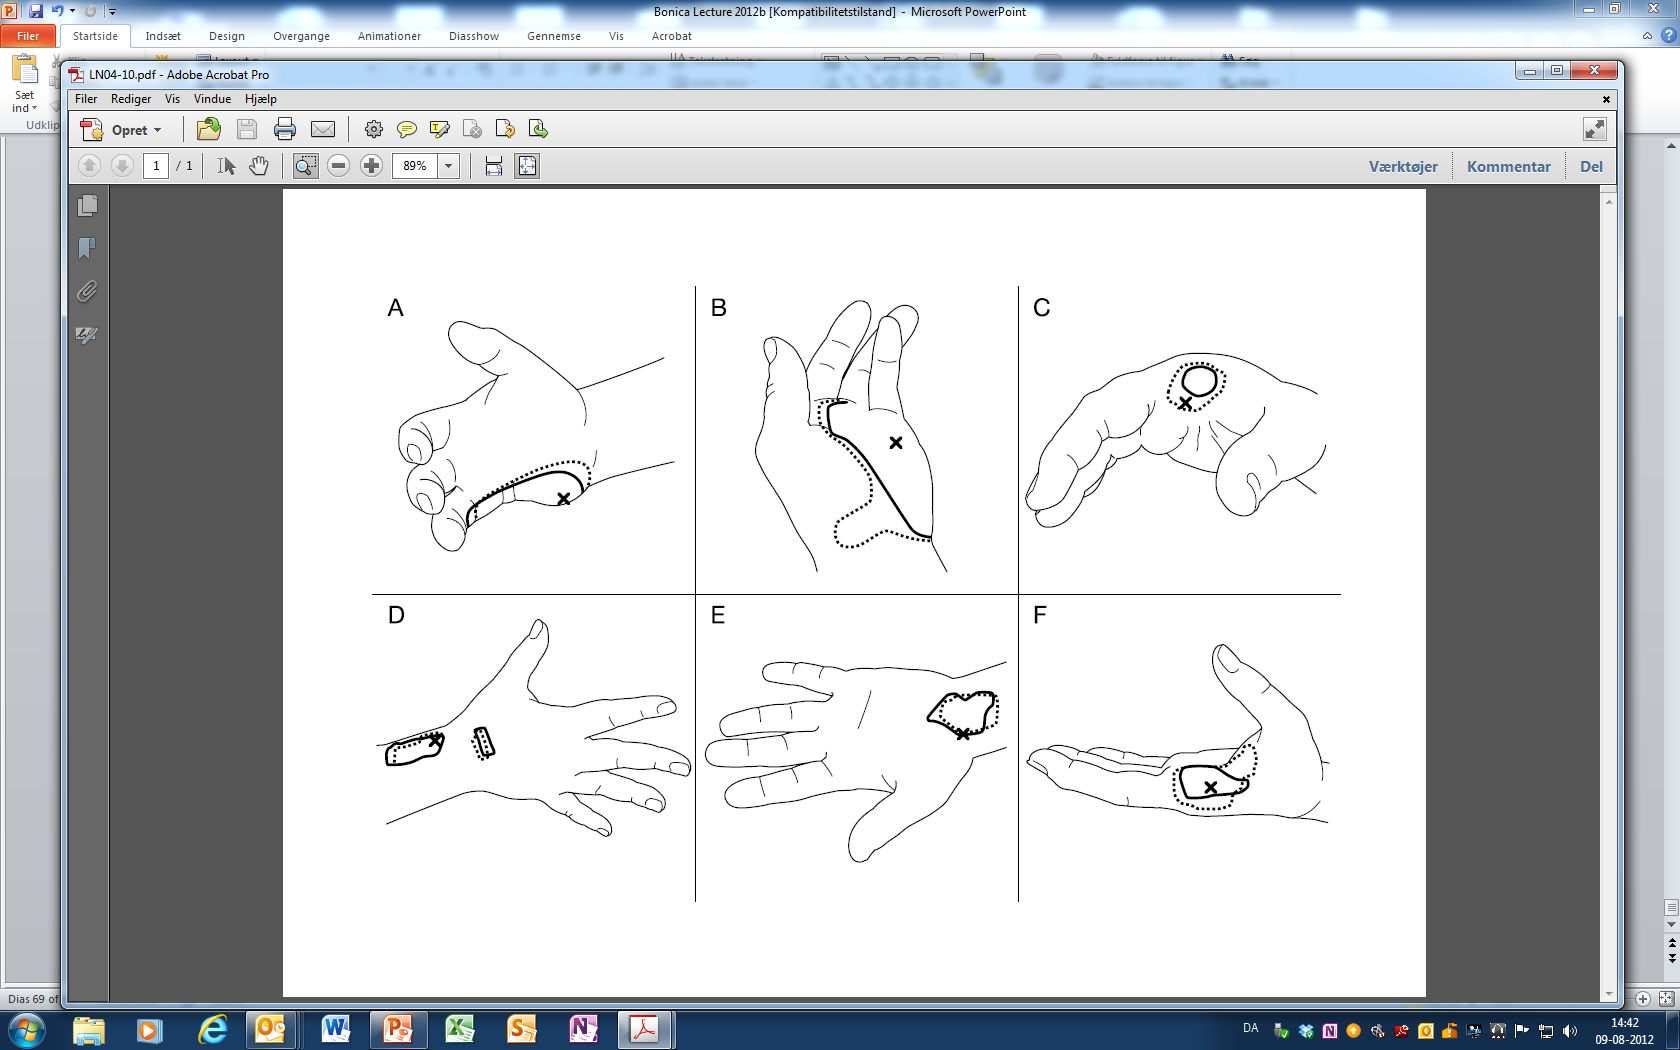 Bonica Lecture 2012b [Kompatibilitetstilstand] - Microsoft PowerPoint
Filer Startside Indsæt Design Overgange Animationer Diasshow Gennemse Vis Acrobat
Sæt
ind
Udklip
LN04-10.pdf - Adobe Acrobat Pro
Filer Rediger Vis Vindue Hjælp
Opret
1 / 1 89% Værktøjer Kommentar Del
A B C
D E F
Dias 69 of
DA 14:42
09-08-2012